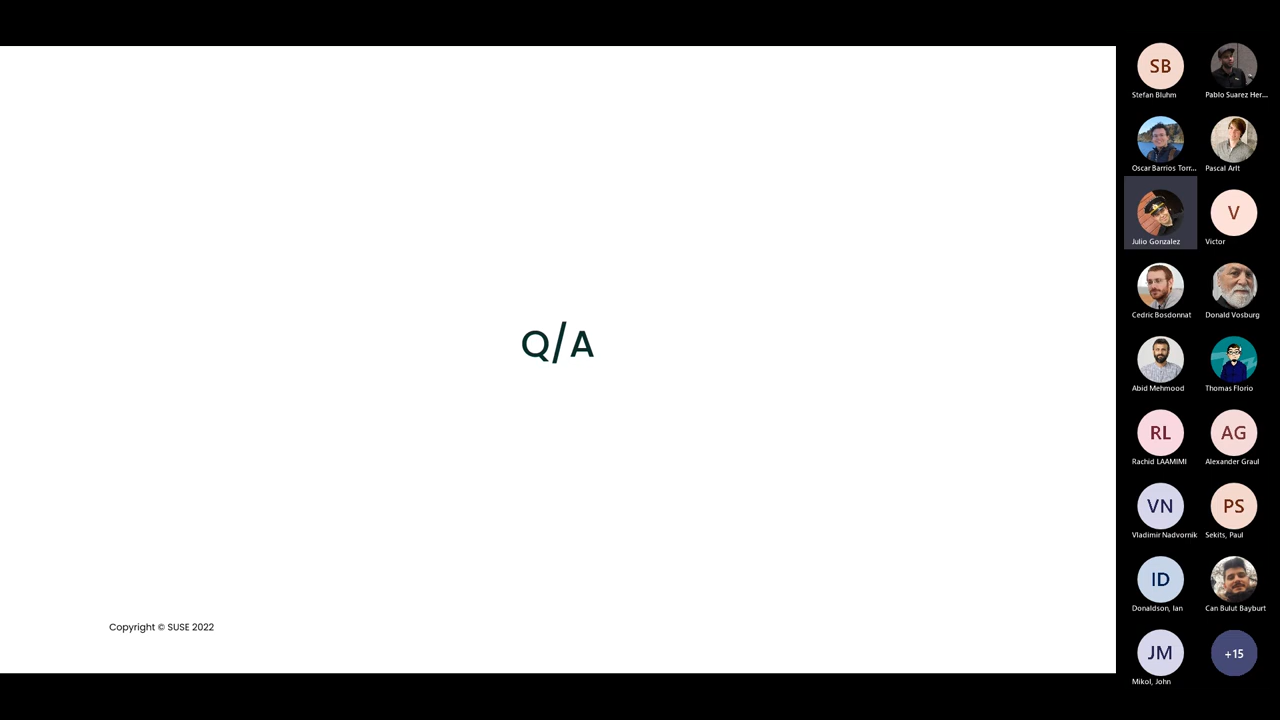 Q/A
Copyright © SUSE 2022
SB
Stefan Bluhm
Pablo Suarez Her...
Oscar Barrios Torr...
Pascal Arlt
Julio Gonzalez
V
Victor
Cedric Bosdonnat
Donald Vosburg
Abid Mehmood
Thomas Florio
RL
Rachid LAAMIMI
AG
Alexander Graul
VN
Vladimir Nadvornik
PS
Sekits, Paul
ID
Donaldson, Ian
Can Bulut Bayburt
JM
Mikol, John
+15